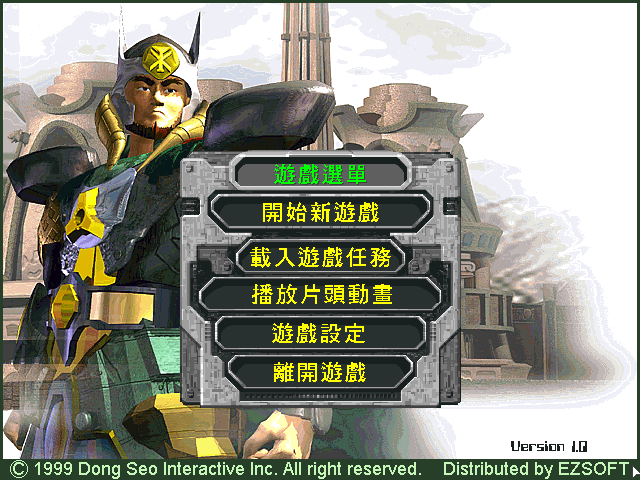 遊戲選單
開始新遊戲
載入遊戲任務
播放片頭動畫
遊戲設定
離開遊戲
Version 1.0
© 1999 Dong Seo Interactive Inc. All right reserved. Distributed by EZSOFT